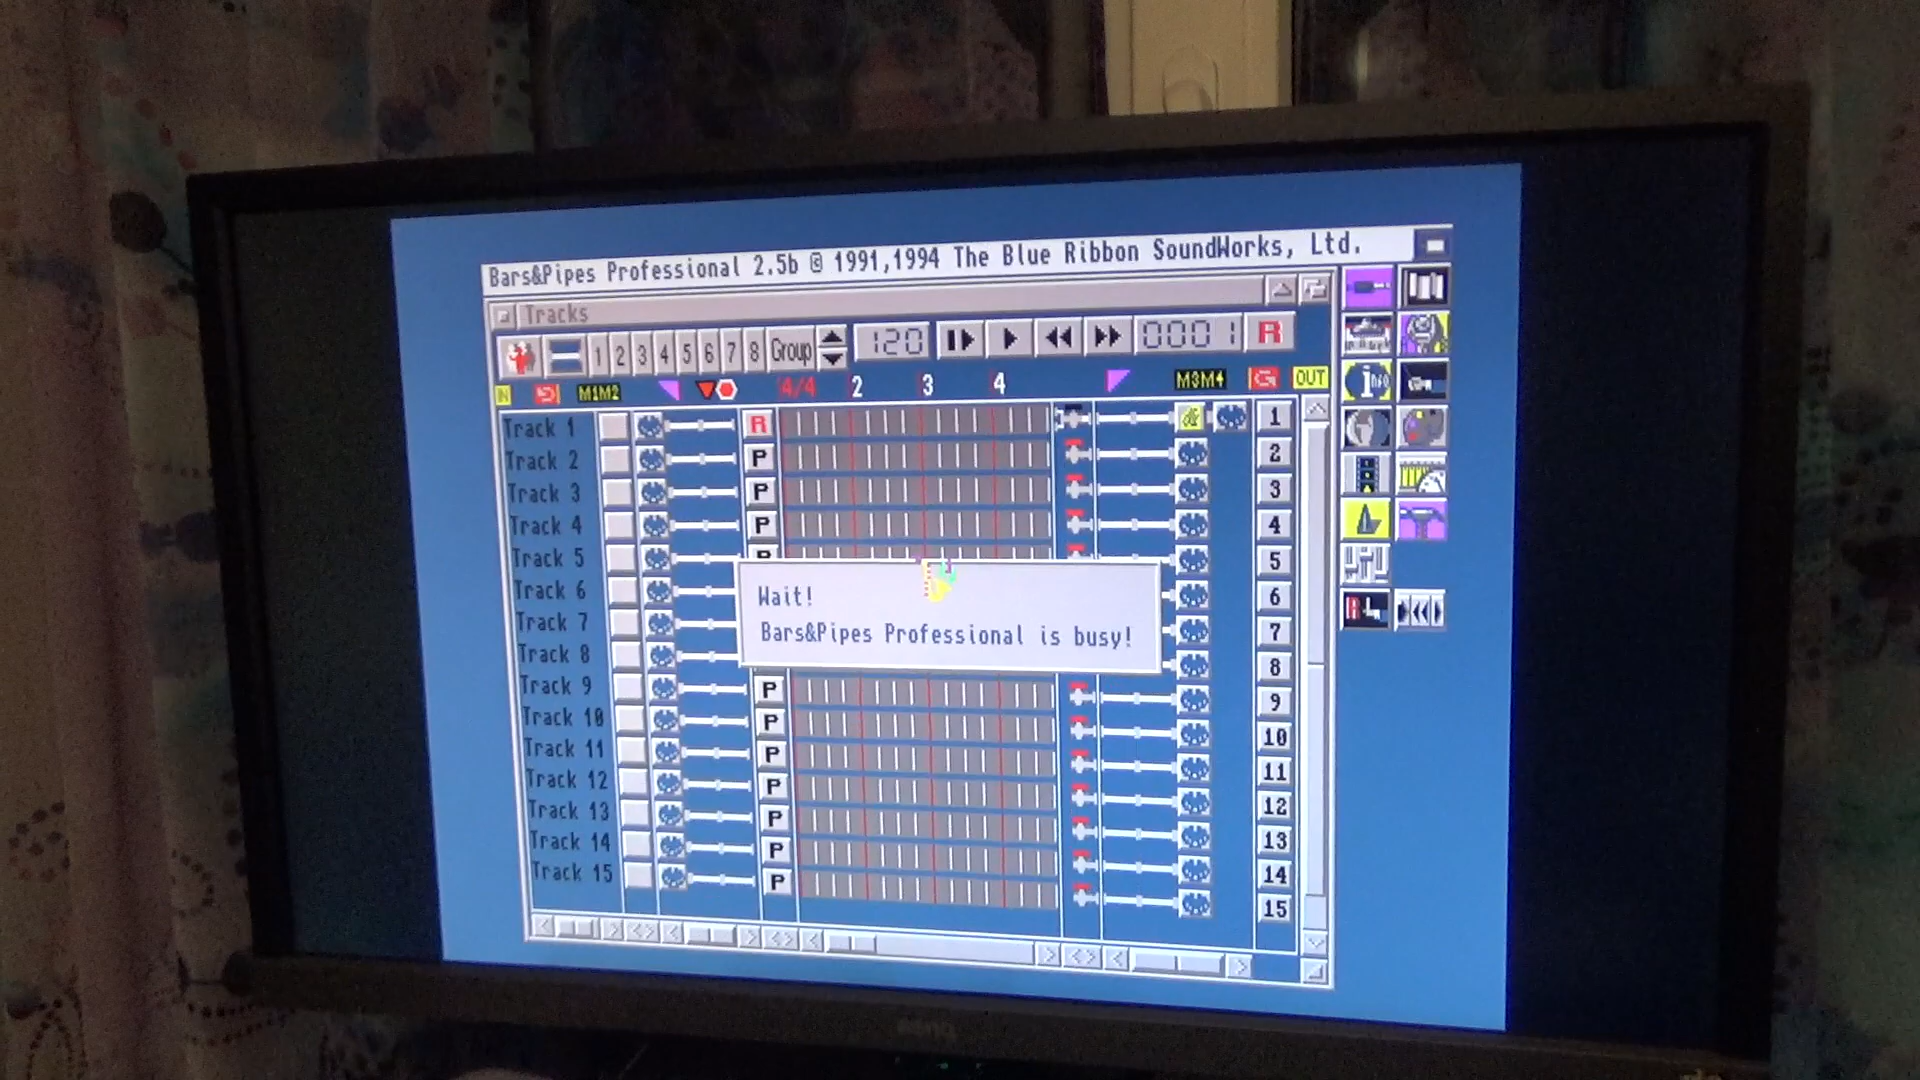 Bars&Pipes Professional 2.5b © 1991,1994 The Blue Ribbon SoundWorks, Ltd.
Tracks
1 2 3 4 5 6 7 8 Group 120 0001 R
IN M1M2 4/4 2 3 4 M3M4 OUT
Track 1 R 1
Track 2 P 2
Track 3 P 3
Track 4 P 4
Track 5 P 5
Track 6 6
Track 7 7
Track 8 8
Wait!
Bars&Pipes Professional is busy!
Track 9 P 9
Track 10 P 10
Track 11 P 11
Track 12 P 12
Track 13 P 13
Track 14 P 14
Track 15 P 15
Info